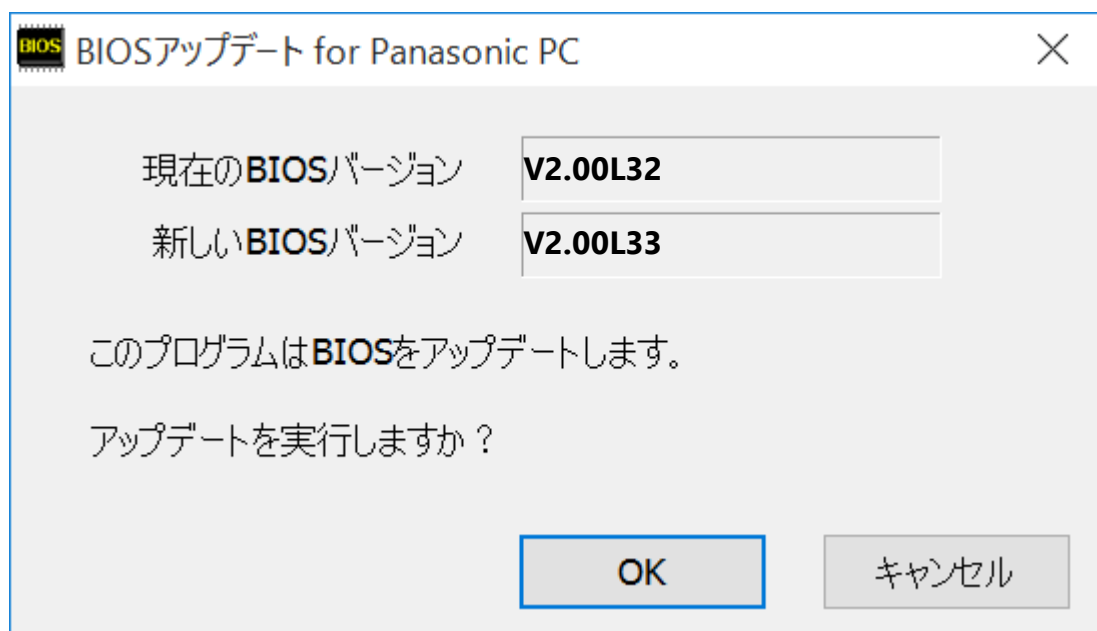 BIOS BIOSアップデート for Panasonic PC
現在のBIOSバージョン V2.00L32
新しいBIOSバージョン V2.00L33
このプログラムはBIOSをアップデートします。
アップデートを実行しますか？
OK キャンセル